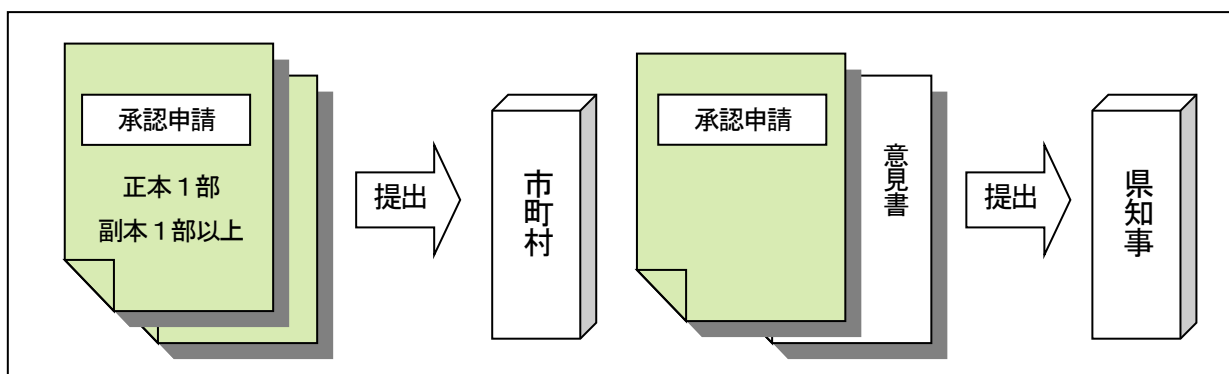 承認申請
正本１部
副本１部以上
提出
市町村
承認申請
意見書
提出
県知事